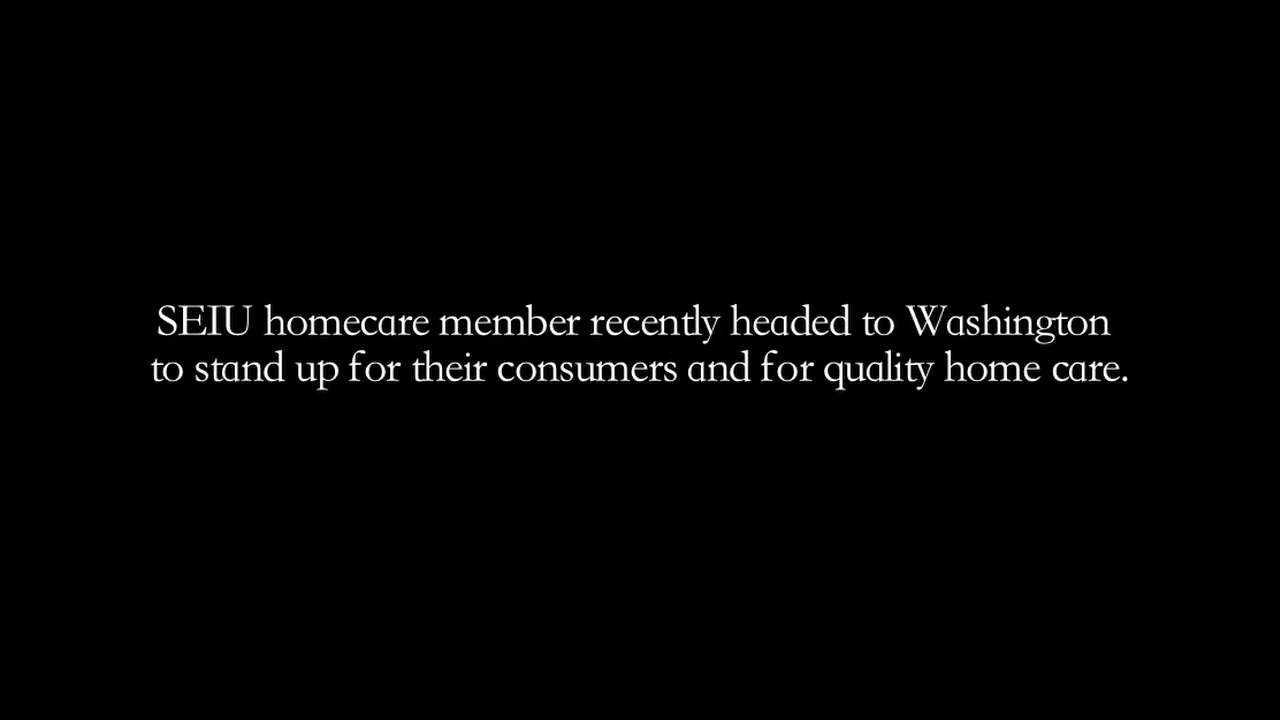 SEIU homecare member recently headed to Washington
to stand up for their consumers and for quality home care.